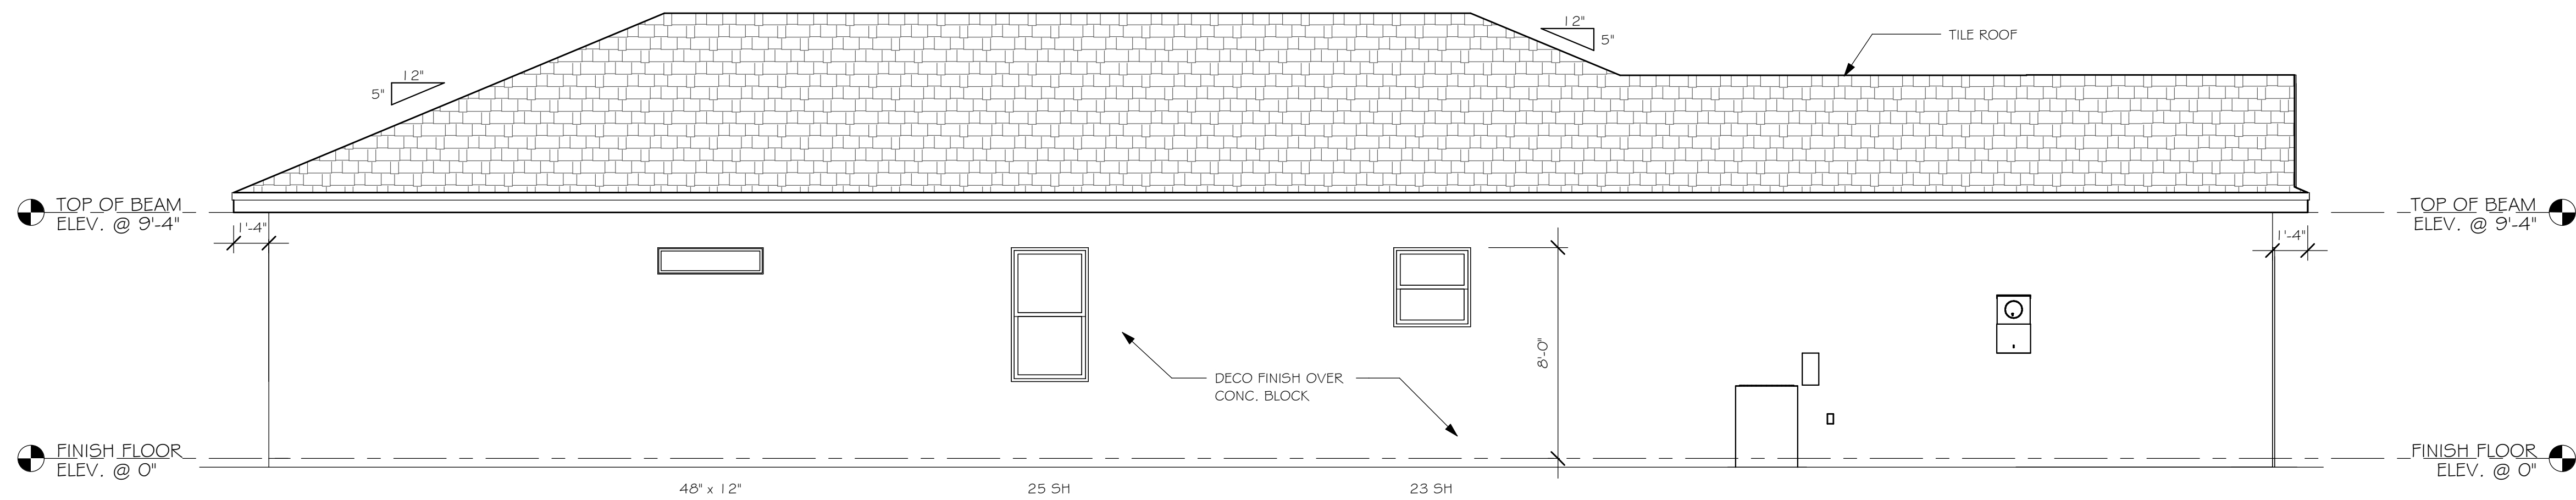 12"
5"
TILE ROOF
12"
5"
TOP OF BEAM
ELEV. @ 9'-4"
TOP OF BEAM
ELEV. @ 9'-4"
1'-4"
1'-4"
8'-0"
DECO FINISH OVER
CONC. BLOCK
FINISH FLOOR
ELEV. @ 0"
FINISH FLOOR
ELEV. @ 0"
48" x 12"
25 SH
23 SH